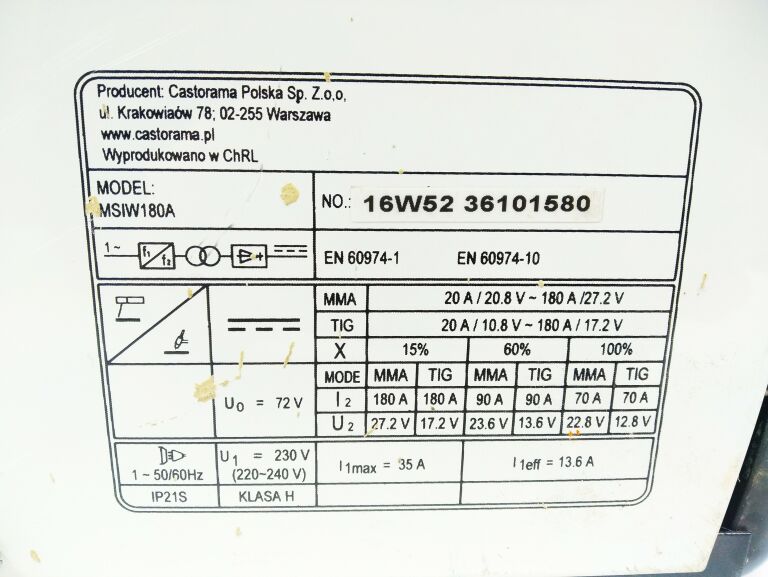 Producent: Castorama Polska Sp. Z.o,o,
ul. Krakowiaów 78; 02-255 Warszawa
www.castorama.pl
Wyprodukowano w ChRL
MODEL:
MSIW180A
NO.: 16W52 36101580
1~ f1 f2
EN 60974-1 EN 60974-10
MMA 20 A / 20.8 V ~ 180 A /27.2 V
TIG 20 A / 10.8 V ~ 180 A / 17.2 V
X 15% 60% 100%
MODE MMA TIG MMA TIG MMA TIG
I2 180 A 180 A 90 A 90 A 70 A 70 A
U0 = 72 V
U2 27.2 V 17.2 V 23.6 V 13.6 V 22.8 V 12.8 V
1 ~ 50/60Hz
U1 = 230 V
(220~240 V)
I1max = 35 A
I1eff = 13.6 A
IP21S KLASA H